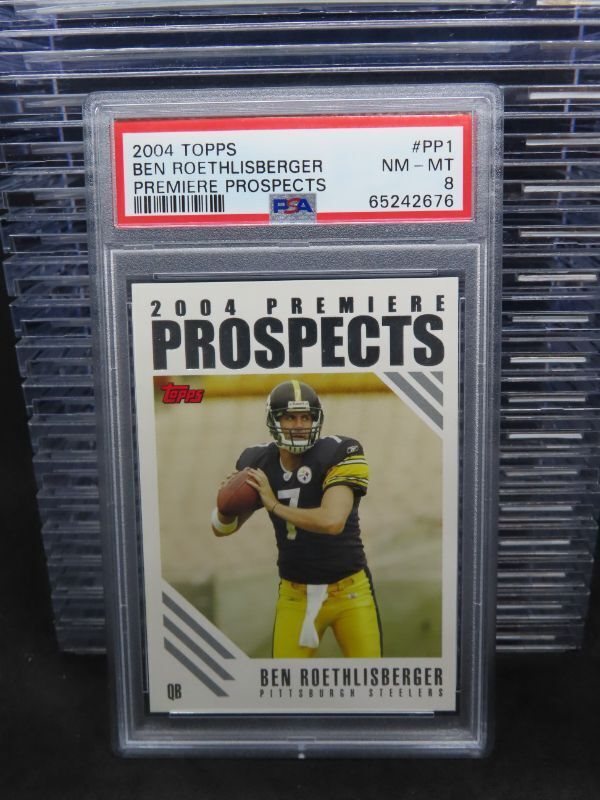 2004 TOPPS #PP1
BEN ROETHLISBERGER NM - MT
PREMIERE PROSPECTS 8
PSA 65242676
2004 PREMIERE
PROSPECTS
Topps
7
7
BEN ROETHLISBERGER
QB PITTSBURGH STEELERS